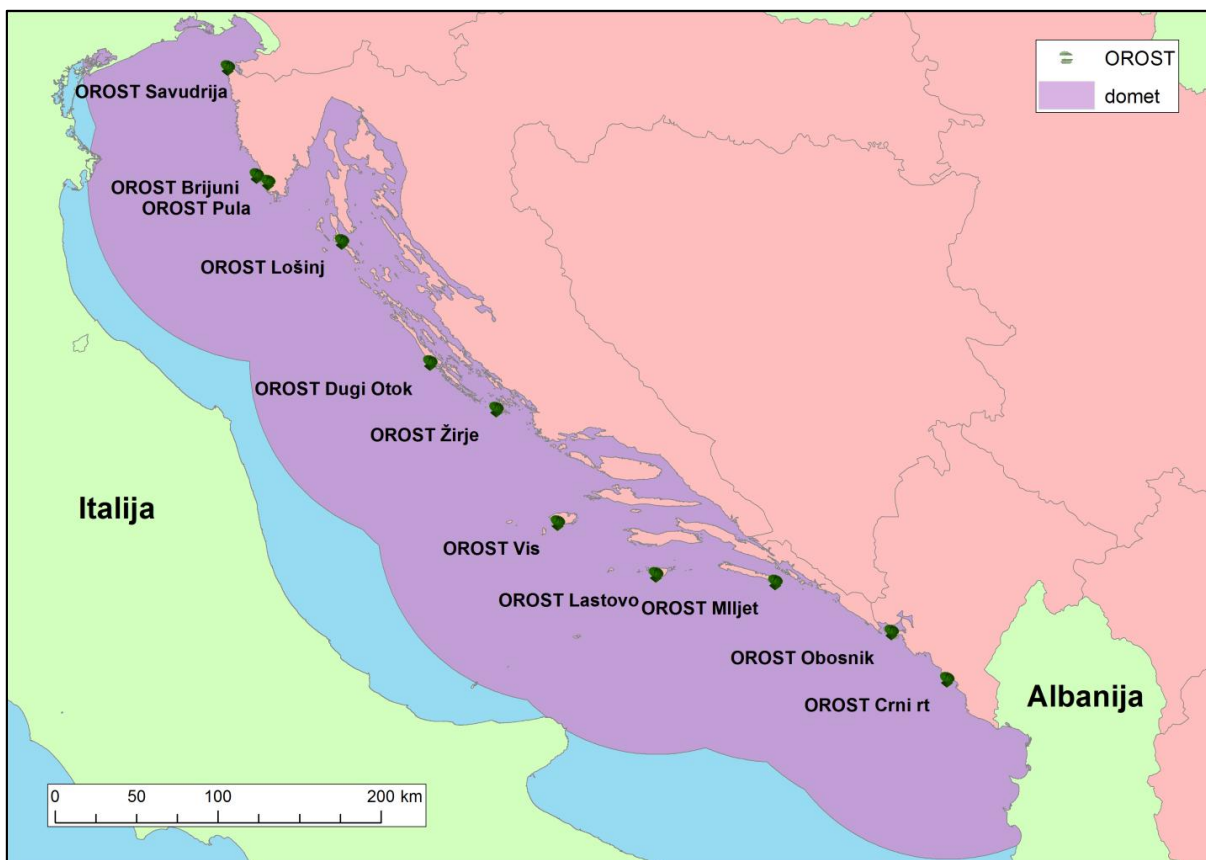 OROST
domet
OROST Savudrija
OROST Brijuni
OROST Pula
OROST Lošinj
OROST Dugi Otok
OROST Žirje
Italija
OROST Vis
OROST Lastovo
OROST MIljet
OROST Obosnik
OROST Crni rt
Albanija
0 50 100 200 km